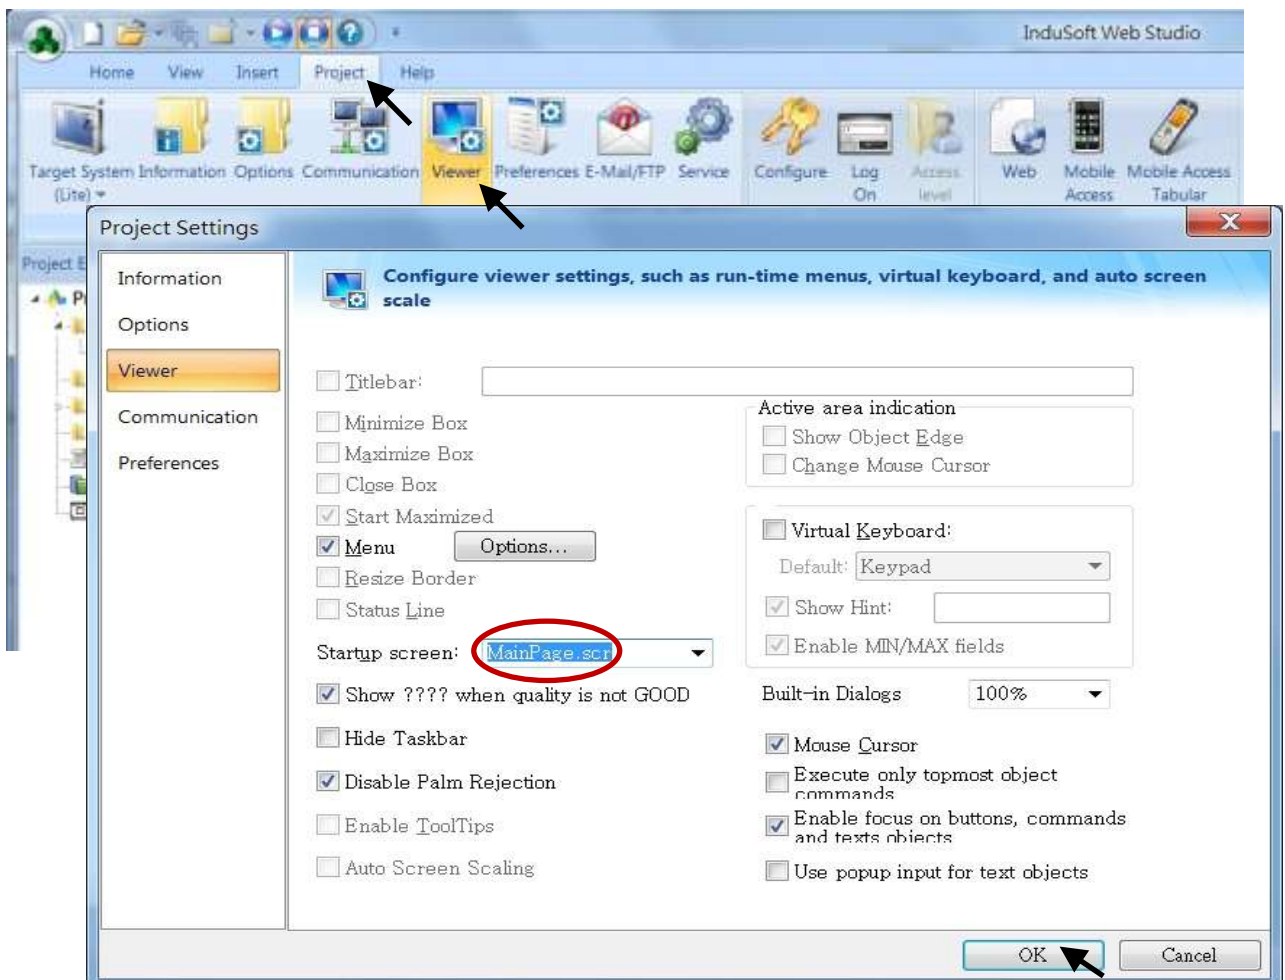 InduSoft Web Studio
Home View Insert Project Help
Target System (Lite)
Information
Options
Communication
Viewer
Preferences
E-Mail/FTP
Service
Configure
Log On
Access level
Web
Mobile Access
Mobile Access Tabular
Project Settings
Project E
P
Information
Options
Viewer
Communication
Preferences
Configure viewer settings, such as run-time menus, virtual keyboard, and auto screen
scale
Titlebar:
Minimize Box
Maximize Box
Close Box
Start Maximized
Menu Options...
Resize Border
Status Line
Startup screen: MainPage.scr
Show ???? when quality is not GOOD
Hide Taskbar
Disable Palm Rejection
Enable ToolTips
Auto Screen Scaling
Active area indication
Show Object Edge
Change Mouse Cursor
Virtual Keyboard:
Default: Keypad
Show Hint:
Enable MIN/MAX fields
Built-in Dialogs 100%
Mouse Cursor
Execute only topmost object
commands
Enable focus on buttons, commands
and texts objects
Use popup input for text objects
OK Cancel